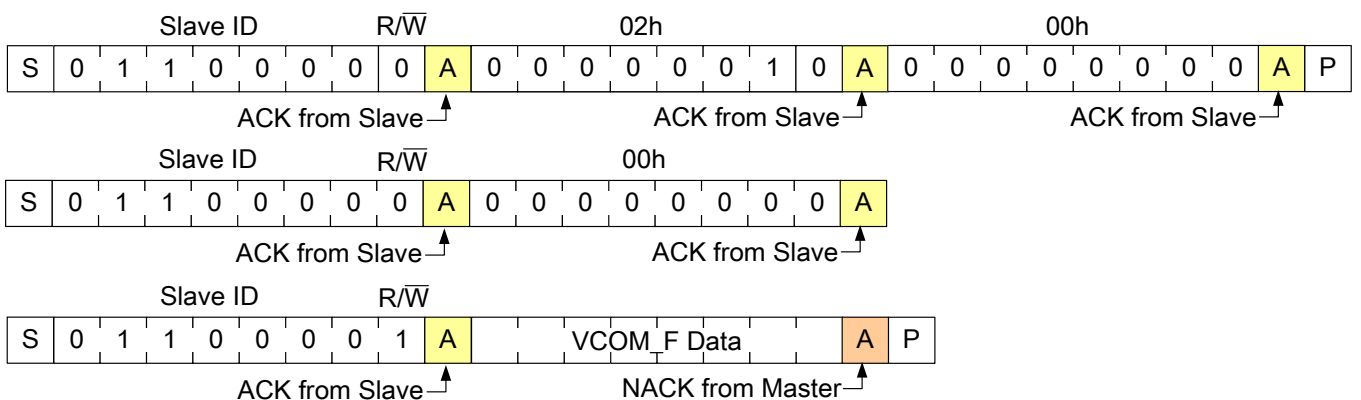 Slave ID R/W̅ 02h 00h
S 0 1 1 0 0 0 0 0 A 0 0 0 0 0 0 1 0 A 0 0 0 0 0 0 0 0 A P
ACK from Slave ACK from Slave ACK from Slave
Slave ID R/W̅ 00h
S 0 1 1 0 0 0 0 0 A 0 0 0 0 0 0 0 0 A
ACK from Slave ACK from Slave
Slave ID R/W̅
S 0 1 1 0 0 0 0 1 A VCOM_F Data A P
ACK from Slave NACK from Master